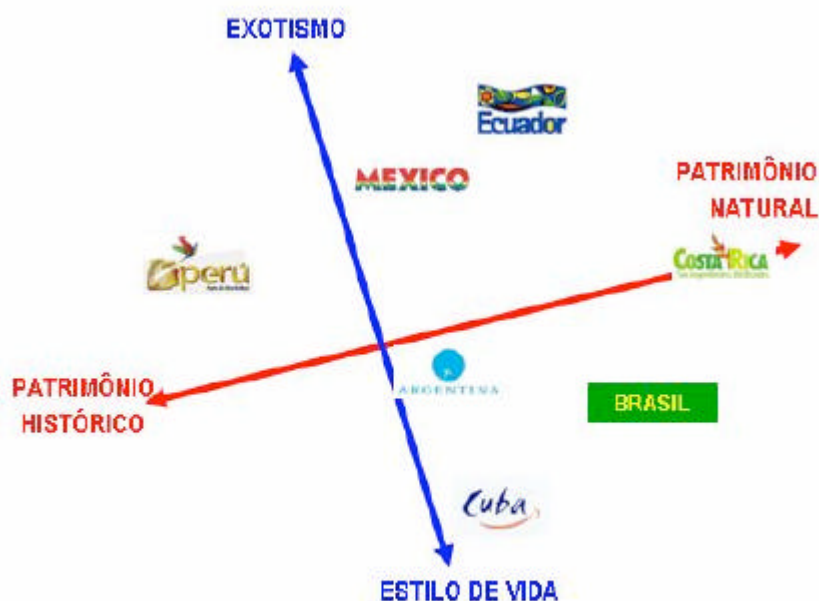 EXOTISMO
Ecuador
MEXICO
PATRIMÔNIO
NATURAL
perú
COSTA RICA
PATRIMÔNIO
HISTÓRICO
ARGENTINA
BRASIL
Cuba
ESTILO DE VIDA